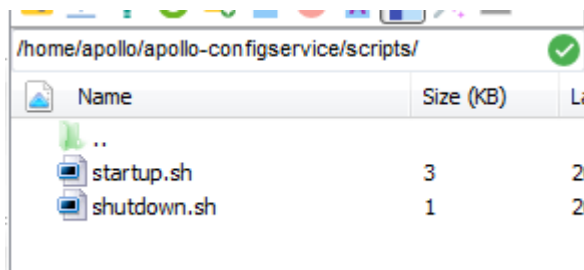 /home/apollo/apollo-configservice/scripts/
Name Size (KB)
..
startup.sh 3
shutdown.sh 1